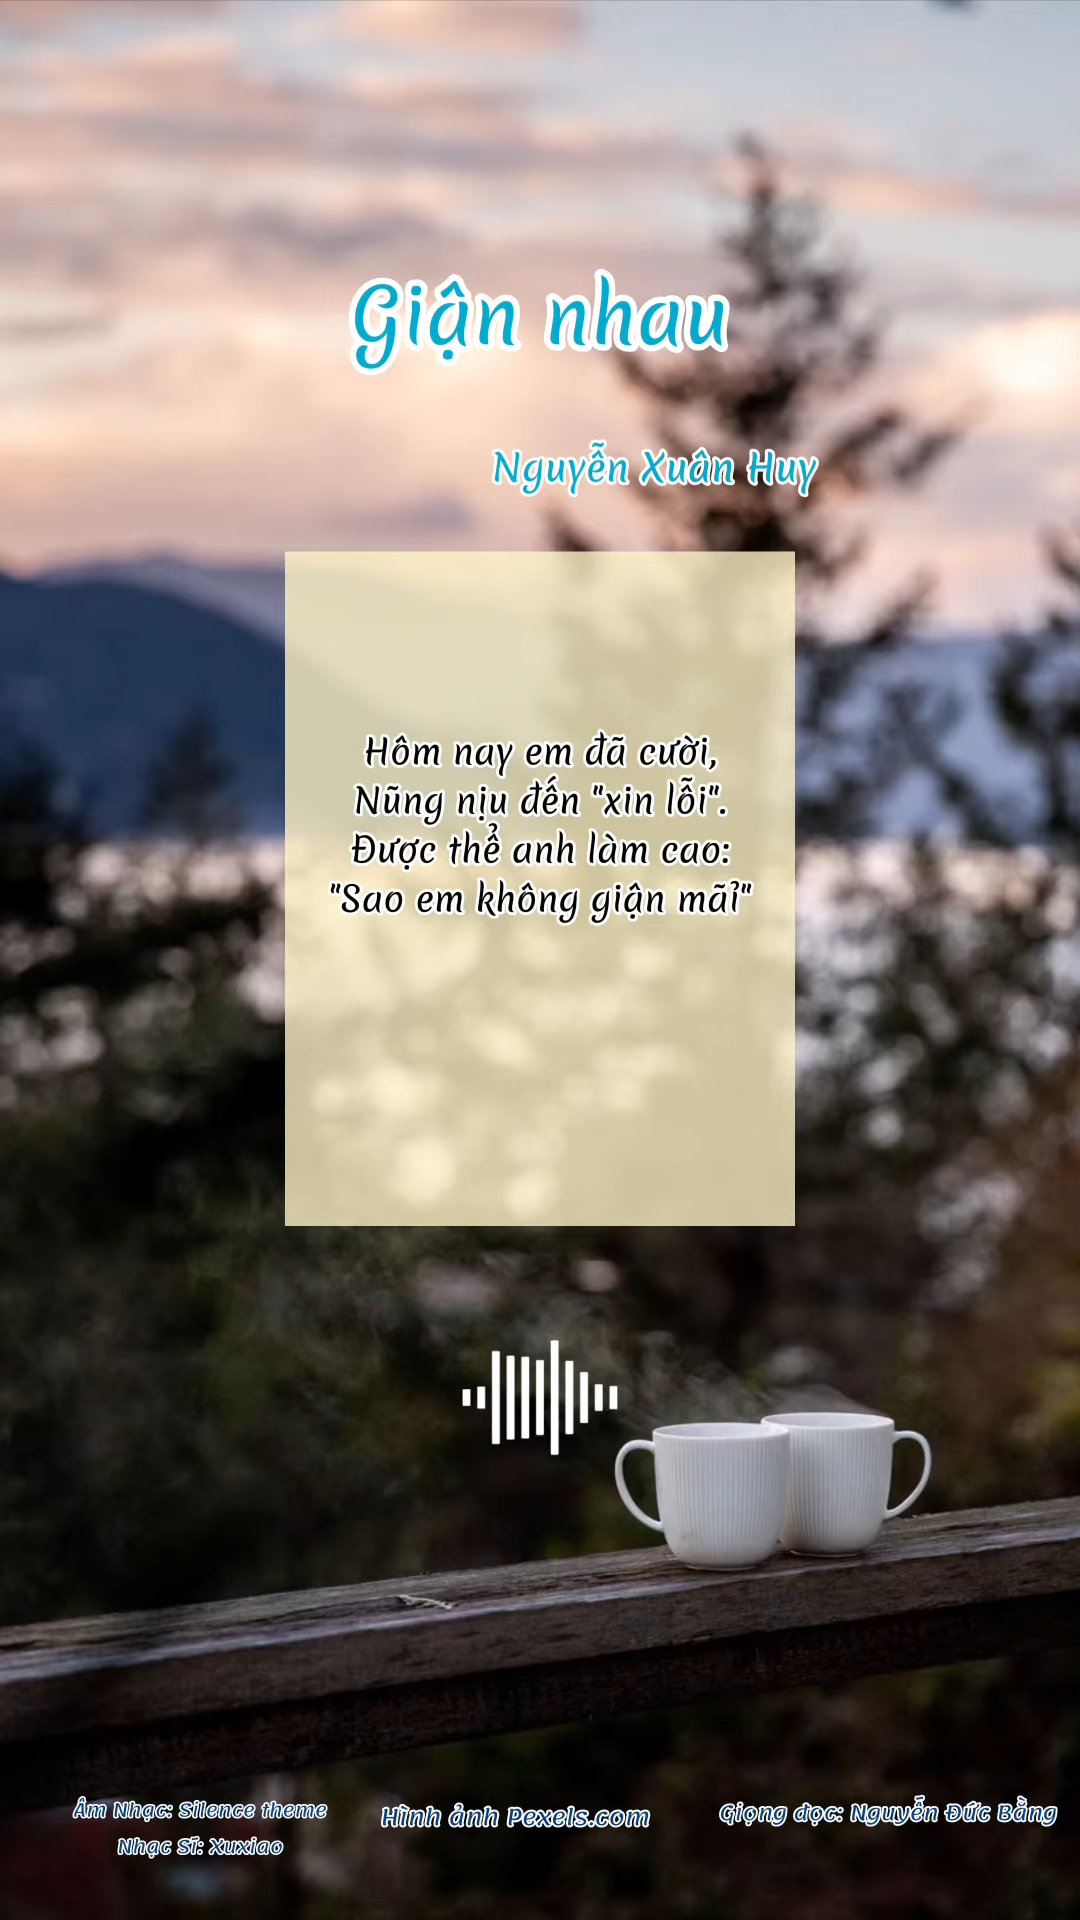 Giận nhau
Nguyễn Xuân Huy
Hôm nay em đã cười,
Nũng nịu đến "xin lỗi".
Được thể anh làm cao:
"Sao em không giận mãi"
Âm Nhạc: Silence theme
Nhạc Sĩ: Xuxiao
Hình ảnh Pexels.com
Giọng đọc: Nguyễn Đức Bằng